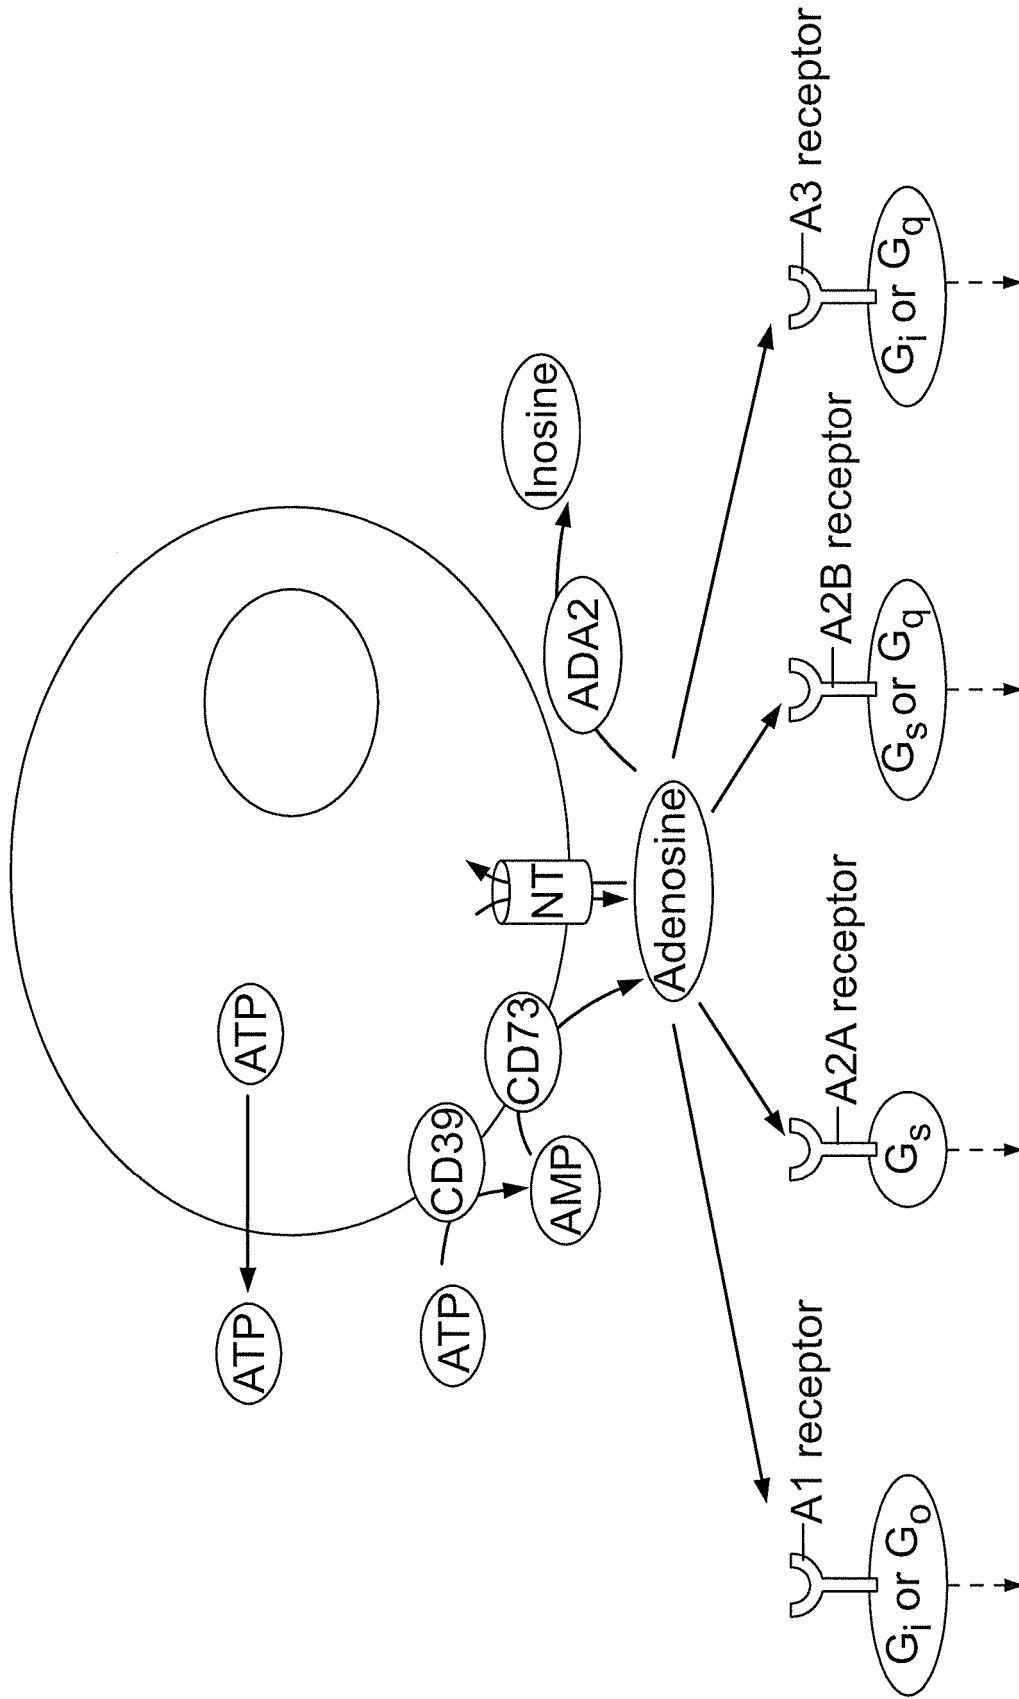 ATP
ATP
ATP
CD39
AMP
CD73
NT
ADA2
Inosine
Adenosine
A1 receptor
A2A receptor
A2B receptor
A3 receptor
Gi or Go
Gs
Gs or Gq
Gi or Gq